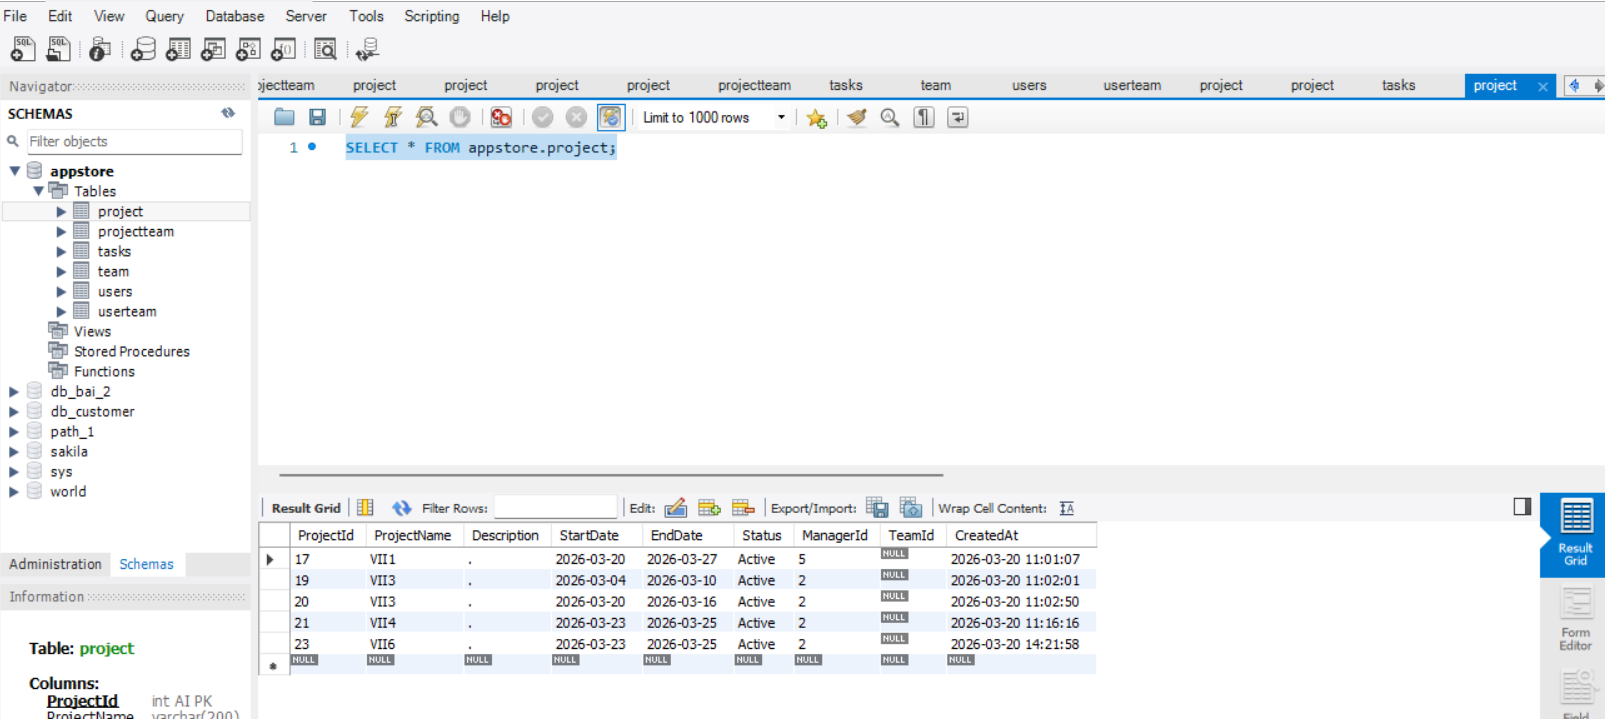 File Edit View Query Database Server Tools Scripting Help
SQL SQL
Navigator
ojectteam project project project project projectteam tasks team users userteam project project tasks project
SCHEMAS
Limit to 1000 rows
Filter objects
1 SELECT * FROM appstore.project;
appstore
Tables
project
projectteam
tasks
team
users
userteam
Views
Stored Procedures
Functions
db_bai_2
db_customer
path_1
sakila
sys
world
Result Grid Filter Rows: Edit: Export/Import: Wrap Cell Content:
ProjectId ProjectName Description StartDate EndDate Status ManagerId TeamId CreatedAt
17 VII1 . 2026-03-20 2026-03-27 Active 5 NULL 2026-03-20 11:01:07
19 VII3 . 2026-03-04 2026-03-10 Active 2 NULL 2026-03-20 11:02:01
20 VII3 . 2026-03-20 2026-03-16 Active 2 NULL 2026-03-20 11:02:50
21 VII4 . 2026-03-23 2026-03-25 Active 2 NULL 2026-03-20 11:16:16
23 VII6 . 2026-03-23 2026-03-25 Active 2 NULL 2026-03-20 14:21:58
NULL NULL NULL NULL NULL NULL NULL NULL NULL
Result
Grid
Form
Editor
Field
Administration Schemas
Information
Table: project
Columns:
ProjectId int AI PK
ProjectName varchar(200)